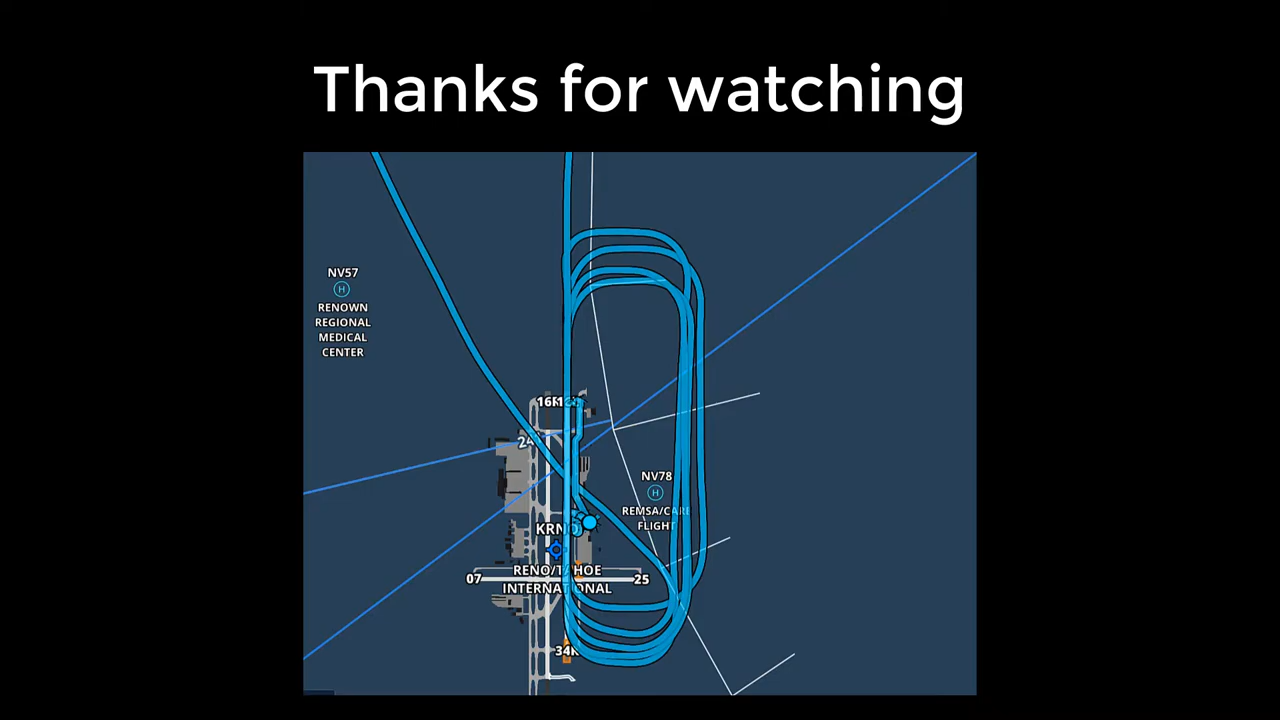 Thanks for watching
NV57
H
RENOWN
REGIONAL
MEDICAL
CENTER
24
NV78
H
REMSA/CARE
FLIGHT
KRNO
RENO/TAHOE
INTERNATIONAL
07
25